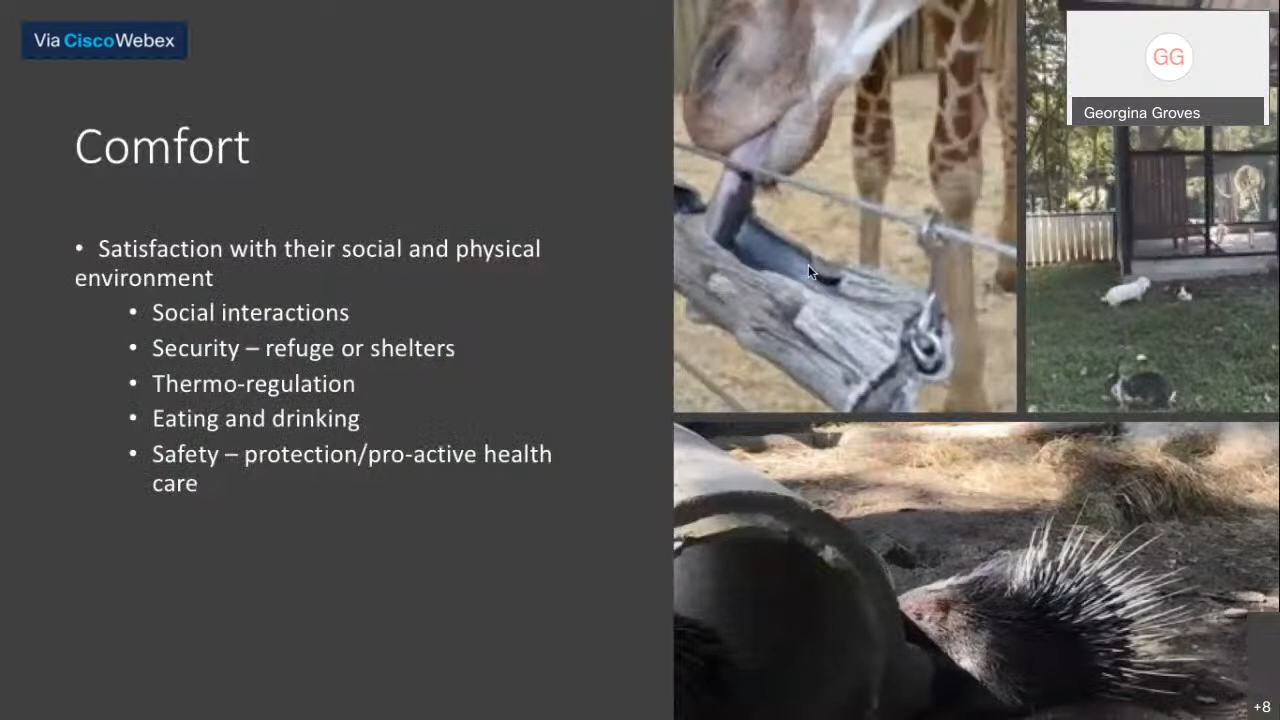 Via CiscoWebex
GG
Georgina Groves
Comfort
• Satisfaction with their social and physical
environment
• Social interactions
• Security – refuge or shelters
• Thermo-regulation
• Eating and drinking
• Safety – protection/pro-active health
care
+8